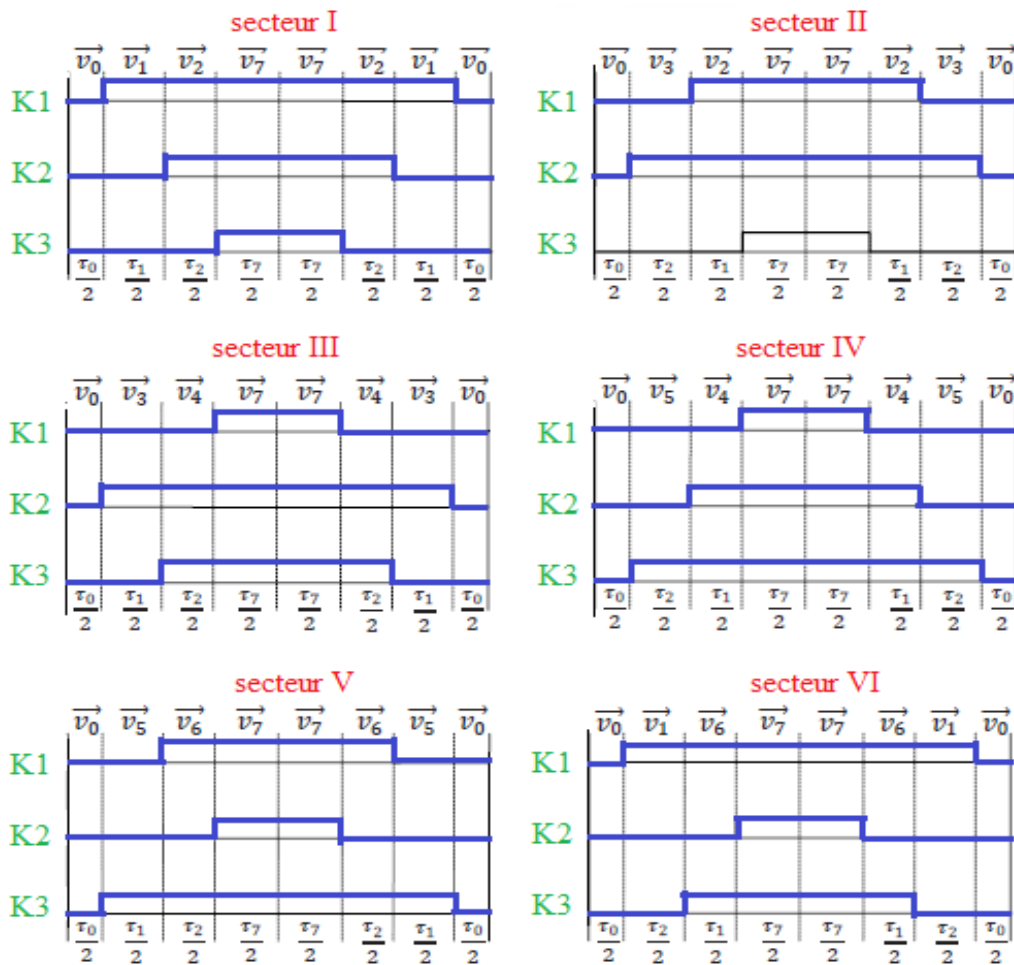 secteur I
v₀ v₁ v₂ v₇ v₇ v₂ v₁ v₀
K1
K2
K3
τ₀/2 τ₁/2 τ₂/2 τ₇/2 τ₇/2 τ₂/2 τ₁/2 τ₀/2
secteur II
v₀ v₃ v₂ v₇ v₇ v₂ v₃ v₀
K1
K2
K3
τ₀/2 τ₂/2 τ₁/2 τ₇/2 τ₇/2 τ₁/2 τ₂/2 τ₀/2
secteur III
v₀ v₃ v₄ v₇ v₇ v₄ v₃ v₀
K1
K2
K3
τ₀/2 τ₁/2 τ₂/2 τ₇/2 τ₇/2 τ₂/2 τ₁/2 τ₀/2
secteur IV
v₀ v₅ v₄ v₇ v₇ v₄ v₅ v₀
K1
K2
K3
τ₀/2 τ₂/2 τ₁/2 τ₇/2 τ₇/2 τ₁/2 τ₂/2 τ₀/2
secteur V
v₀ v₅ v₆ v₇ v₇ v₆ v₅ v₀
K1
K2
K3
τ₀/2 τ₁/2 τ₂/2 τ₇/2 τ₇/2 τ₂/2 τ₁/2 τ₀/2
secteur VI
v₀ v₁ v₆ v₇ v₇ v₆ v₁ v₀
K1
K2
K3
τ₀/2 τ₂/2 τ₁/2 τ₇/2 τ₇/2 τ₁/2 τ₂/2 τ₀/2